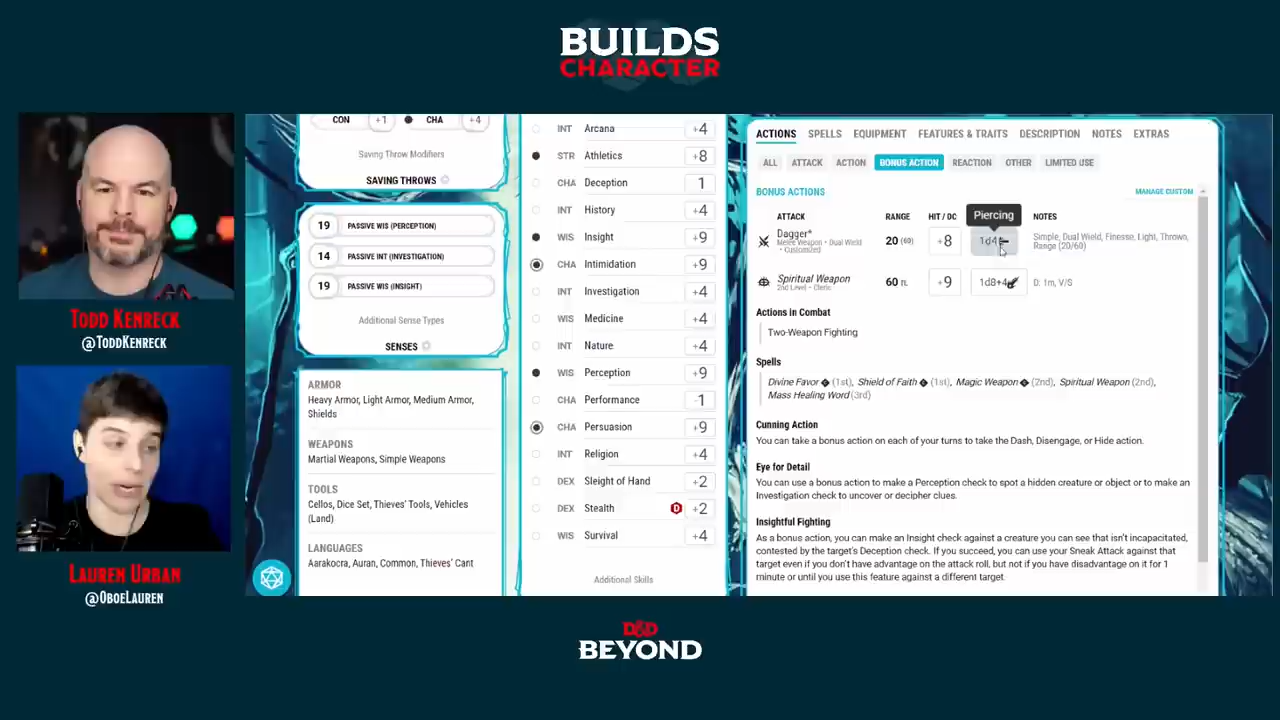 BUILDS
CHARACTER
TODD KENRECK
@TODDKENRECK
LAUREN URBAN
@OBOELAUREN
CON +1 CHA +4
Saving Throw Modifiers
SAVING THROWS
19 PASSIVE WIS (PERCEPTION)
14 PASSIVE INT (INVESTIGATION)
19 PASSIVE WIS (INSIGHT)
Additional Sense Types
SENSES
ARMOR
Heavy Armor, Light Armor, Medium Armor,
Shields
WEAPONS
Martial Weapons, Simple Weapons
TOOLS
Cellos, Dice Set, Thieves' Tools, Vehicles
(Land)
LANGUAGES
Aarakocra, Auran, Common, Thieves' Cant
INT Arcana +4
STR Athletics +8
CHA Deception 1
INT History +4
WIS Insight +9
CHA Intimidation +9
INT Investigation +4
WIS Medicine +4
INT Nature +4
WIS Perception +9
CHA Performance -1
CHA Persuasion +9
INT Religion +4
DEX Sleight of Hand +2
DEX Stealth D +2
WIS Survival +4
Additional Skills
ACTIONS SPELLS EQUIPMENT FEATURES & TRAITS DESCRIPTION NOTES EXTRAS
ALL ATTACK ACTION BONUS ACTION REACTION OTHER LIMITED USE
BONUS ACTIONS MANAGE CUSTOM
ATTACK RANGE HIT / DC Piercing NOTES
Dagger* 20 (60) +8 1d4 Simple, Dual Wield, Finesse, Light, Thrown,
Melee Weapon • Dual Wield Range (20/60)
• Customized
Spiritual Weapon 60 ft. +9 1d8+4 D: 1m, V/S
2nd Level • Cleric
Actions in Combat
Two-Weapon Fighting
Spells
Divine Favor (1st), Shield of Faith (1st), Magic Weapon (2nd), Spiritual Weapon (2nd),
Mass Healing Word (3rd)
Cunning Action
You can take a bonus action on each of your turns to take the Dash, Disengage, or Hide action.
Eye for Detail
You can use a bonus action to make a Perception check to spot a hidden creature or object or to make an
Investigation check to uncover or decipher clues.
Insightful Fighting
As a bonus action, you can make an Insight check against a creature you can see that isn't incapacitated,
contested by the target's Deception check. If you succeed, you can use your Sneak Attack against that
target even if you don't have advantage on the attack roll, but not if you have disadvantage on it for 1
minute or until you use this feature against a different target.
D&D
BEYOND